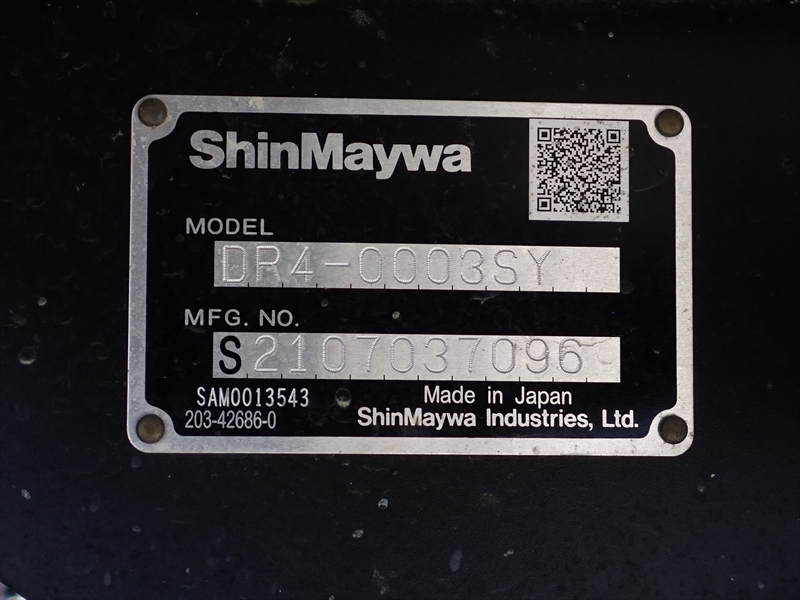 ShinMaywa
MODEL
DR4-0003SY
MFG. NO.
S2107037096
SAM0013543
203-42686-0
Made in Japan
ShinMaywa Industries, Ltd.